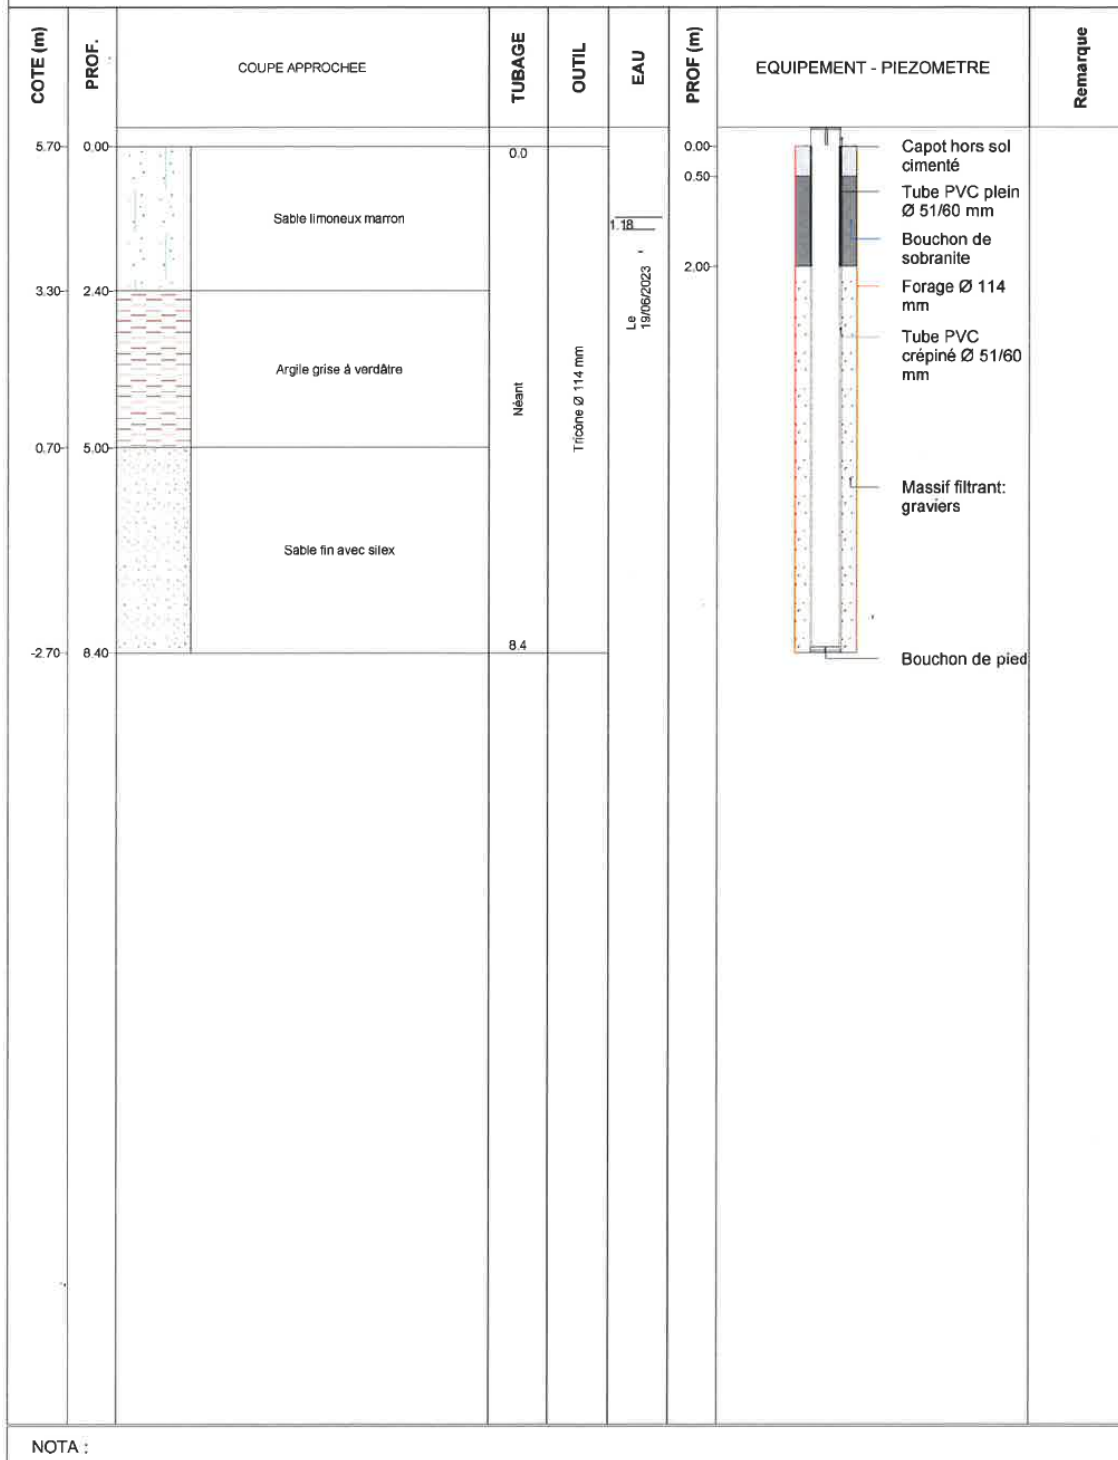 COTE (m)
PROF.
COUPE APPROCHEE
TUBAGE
OUTIL
EAU
PROF (m)
EQUIPEMENT - PIEZOMETRE
Remarque
5.70
0.00
Sable limoneux marron
3.30
2.40
Argile grise à verdâtre
0.70
5.00
Sable fin avec silex
-2.70
8.40
0.0
Néant
8.4
Tricône Ø 114 mm
1.18
Le
19/06/2023
0.00
0.50
2.00
Capot hors sol
cimenté
Tube PVC plein
Ø 51/60 mm
Bouchon de
sobranite
Forage Ø 114
mm
Tube PVC
crépiné Ø 51/60
mm
Massif filtrant:
graviers
Bouchon de pied
NOTA :